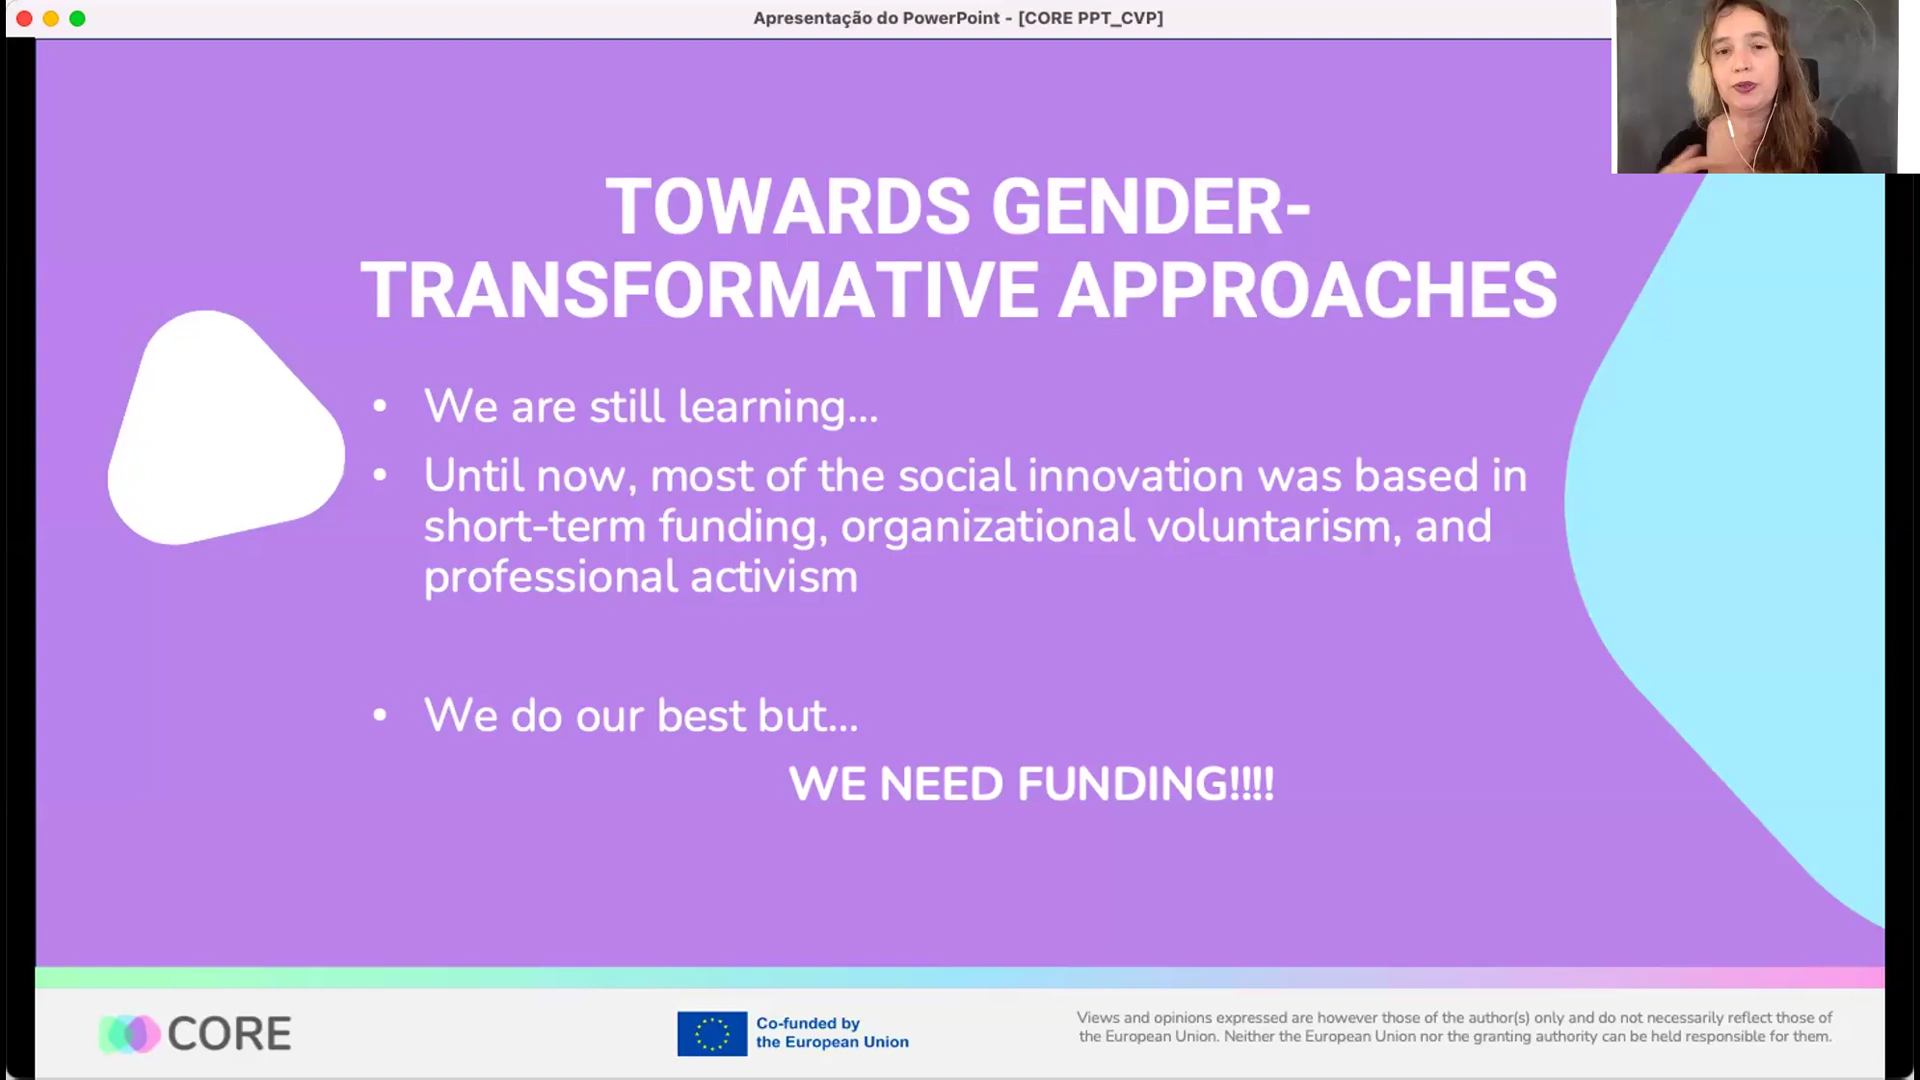 Apresentação do PowerPoint - [CORE PPT_CVP]
TOWARDS GENDER-
TRANSFORMATIVE APPROACHES
• We are still learning...
• Until now, most of the social innovation was based in
short-term funding, organizational voluntarism, and
professional activism
• We do our best but...
WE NEED FUNDING!!!!
CORE
Co-funded by
the European Union
Views and opinions expressed are however those of the author(s) only and do not necessarily reflect those of
the European Union. Neither the European Union nor the granting authority can be held responsible for them.